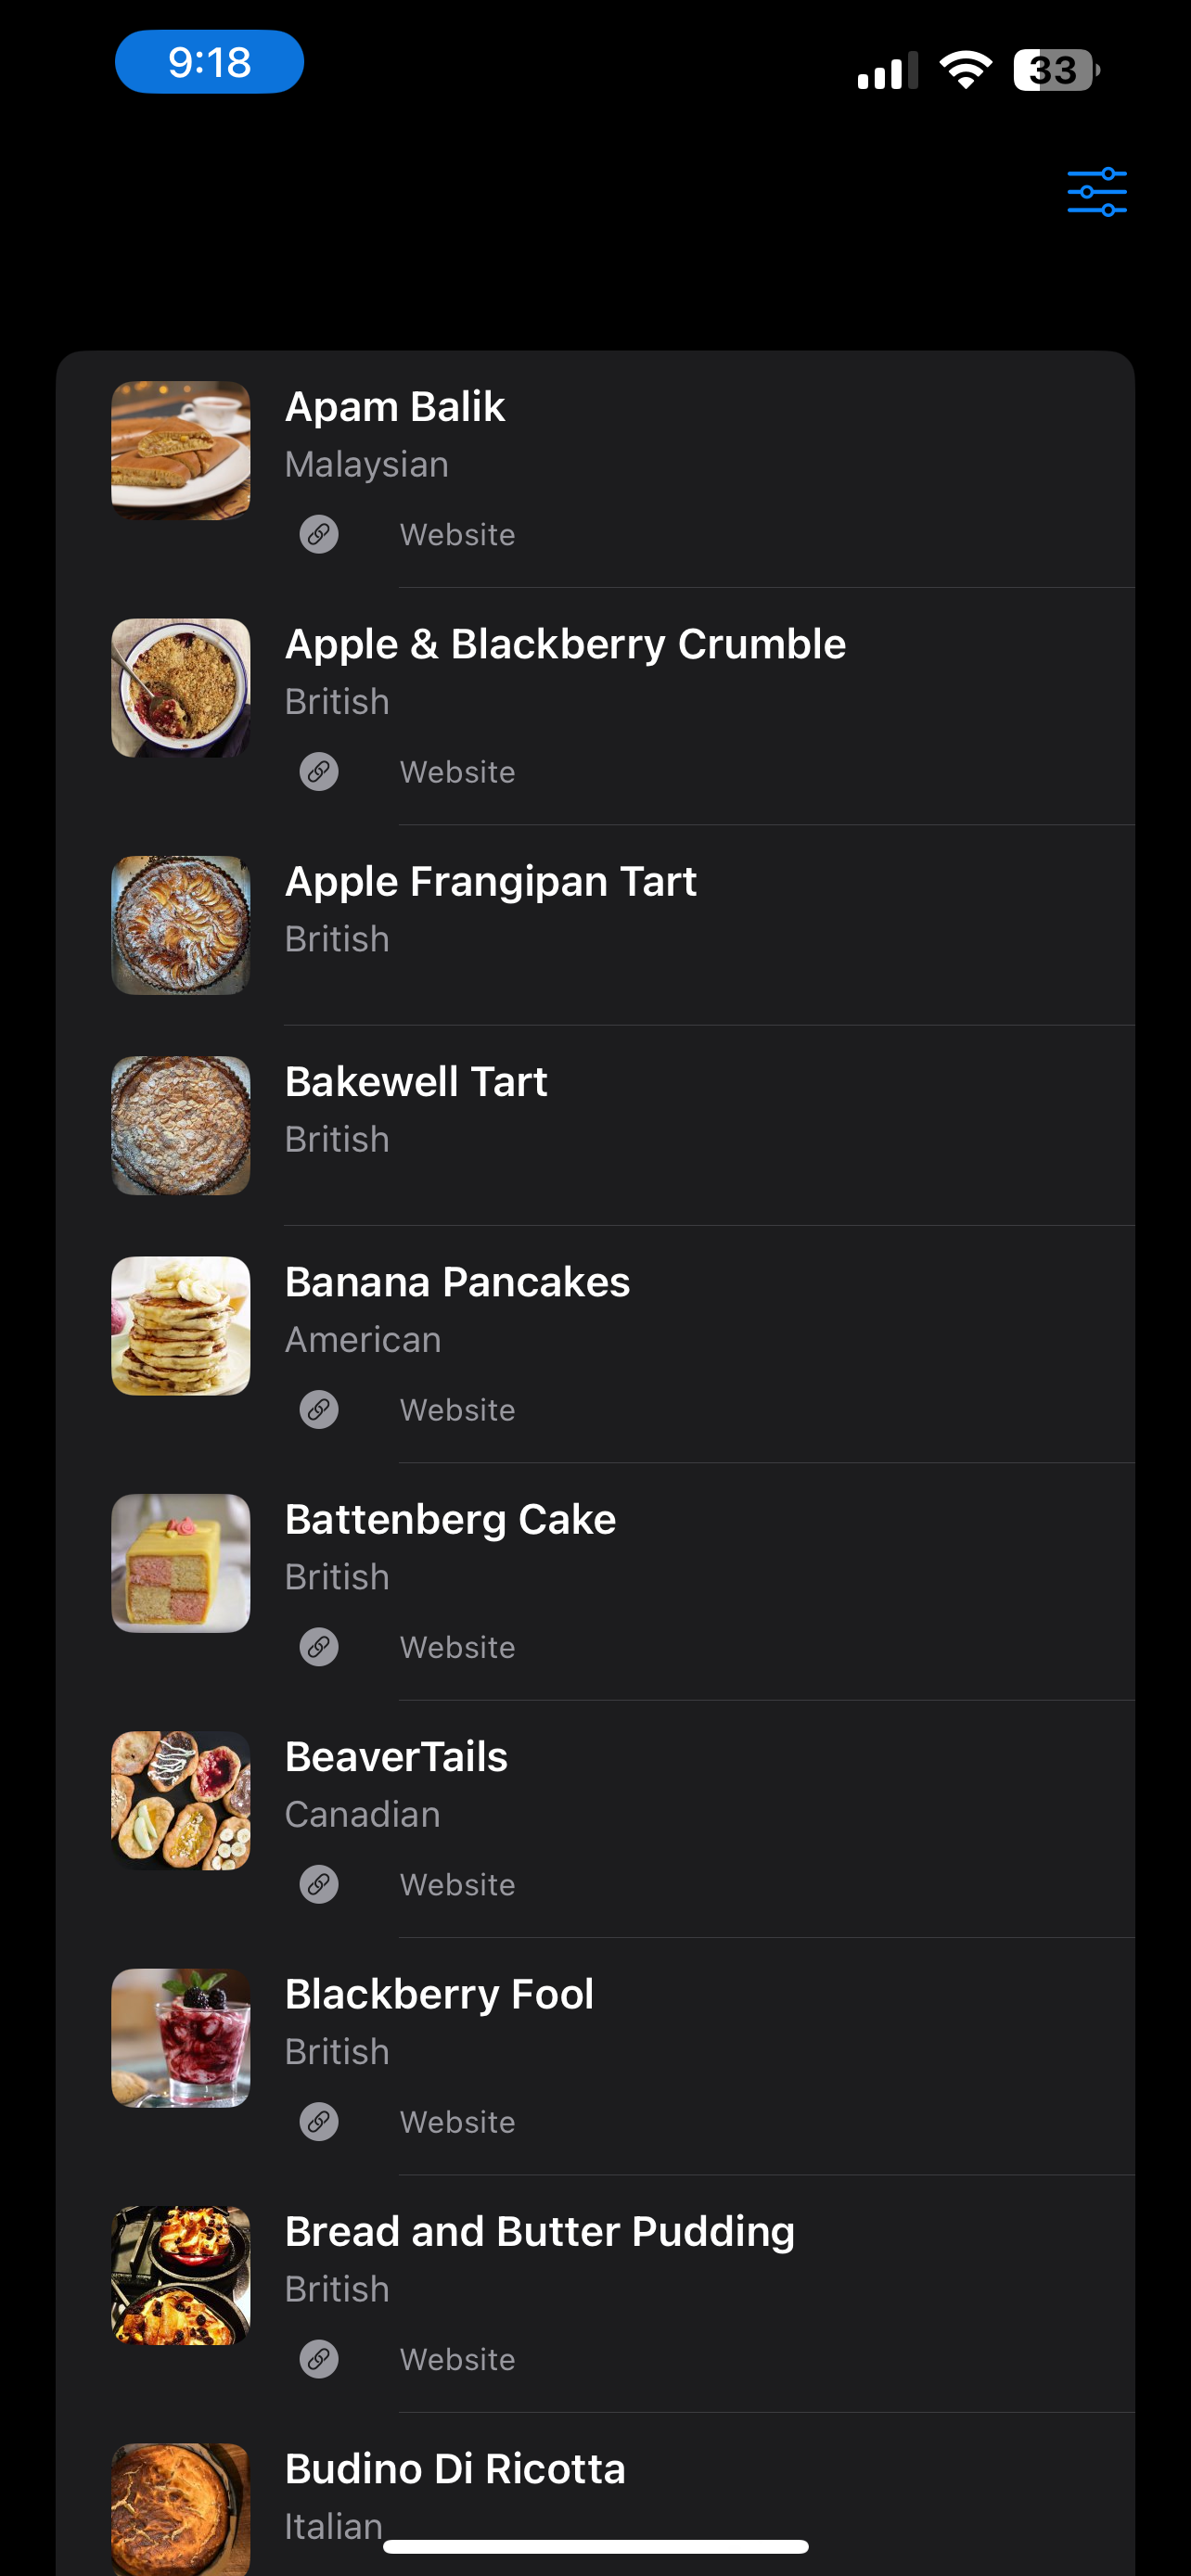 9:18
33
Apam Balik
Malaysian
Website
Apple & Blackberry Crumble
British
Website
Apple Frangipan Tart
British
Bakewell Tart
British
Banana Pancakes
American
Website
Battenberg Cake
British
Website
BeaverTails
Canadian
Website
Blackberry Fool
British
Website
Bread and Butter Pudding
British
Website
Budino Di Ricotta
Italian